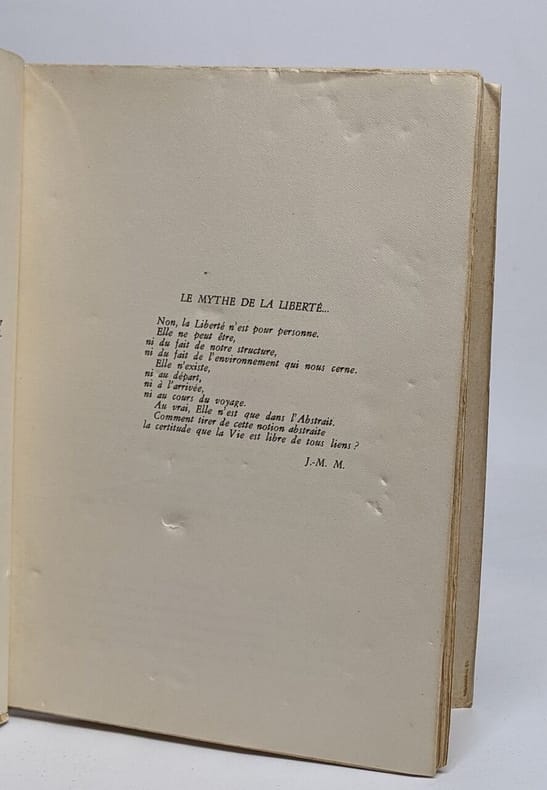 LE MYTHE DE LA LIBERTÉ...
Non, la Liberté n'est pour personne.
Elle ne peut être,
ni du fait de notre structure,
ni du fait de l'environnement qui nous cerne.
Elle n'existe,
ni au départ,
ni à l'arrivée,
ni au cours du voyage.
Au vrai, Elle n'est que dans l'Abstrait.
Comment tirer de cette notion abstraite
la certitude que la Vie est libre de tous liens ?
J.-M. M.